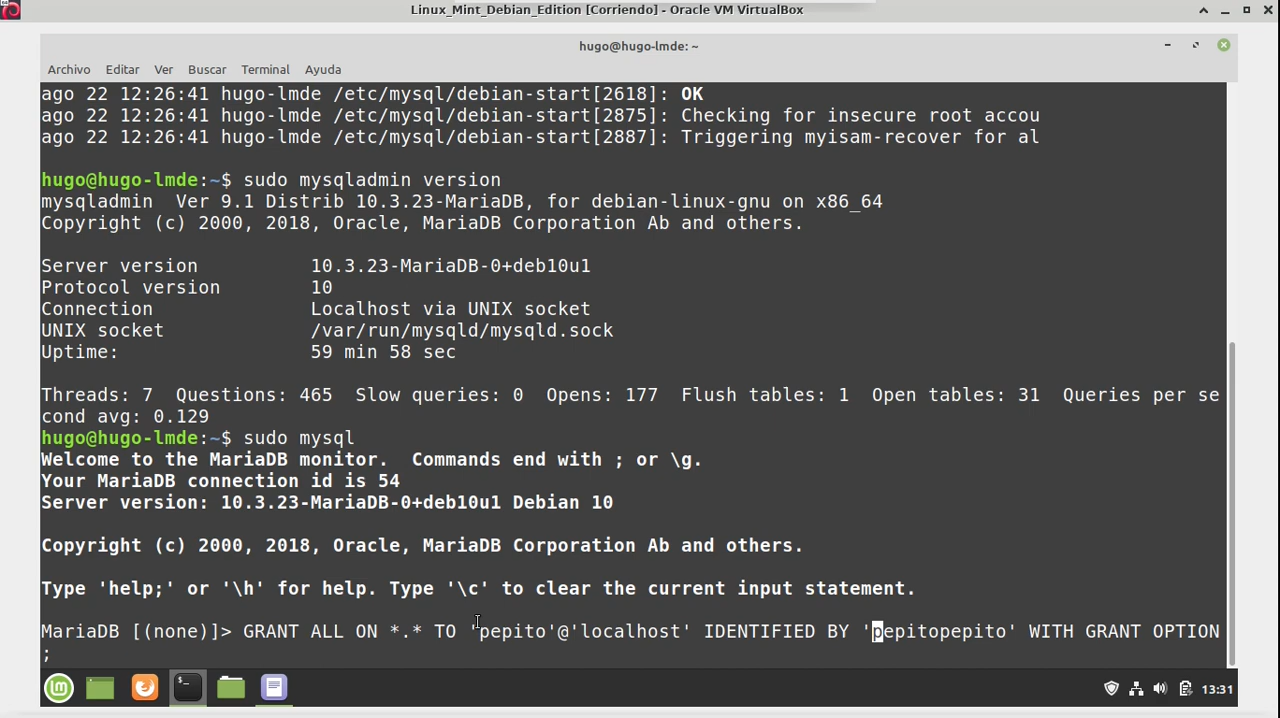 Linux_Mint_Debian_Edition [Corriendo] - Oracle VM VirtualBox
hugo@hugo-lmde: ~
Archivo Editar Ver Buscar Terminal Ayuda
ago 22 12:26:41 hugo-lmde /etc/mysql/debian-start[2618]: OK
ago 22 12:26:41 hugo-lmde /etc/mysql/debian-start[2875]: Checking for insecure root accou
ago 22 12:26:41 hugo-lmde /etc/mysql/debian-start[2887]: Triggering myisam-recover for al
hugo@hugo-lmde:~$ sudo mysqladmin version
mysqladmin  Ver 9.1 Distrib 10.3.23-MariaDB, for debian-linux-gnu on x86_64
Copyright (c) 2000, 2018, Oracle, MariaDB Corporation Ab and others.
Server version          10.3.23-MariaDB-0+deb10u1
Protocol version        10
Connection              Localhost via UNIX socket
UNIX socket             /var/run/mysqld/mysqld.sock
Uptime:                 59 min 58 sec
Threads: 7  Questions: 465  Slow queries: 0  Opens: 177  Flush tables: 1  Open tables: 31  Queries per se
cond avg: 0.129
hugo@hugo-lmde:~$ sudo mysql
Welcome to the MariaDB monitor.  Commands end with ; or \g.
Your MariaDB connection id is 54
Server version: 10.3.23-MariaDB-0+deb10u1 Debian 10
Copyright (c) 2000, 2018, Oracle, MariaDB Corporation Ab and others.
Type 'help;' or '\h' for help. Type '\c' to clear the current input statement.
MariaDB [(none)]> GRANT ALL ON *.* TO 'pepito'@'localhost' IDENTIFIED BY 'pepitopepito' WITH GRANT OPTION
;
13:31